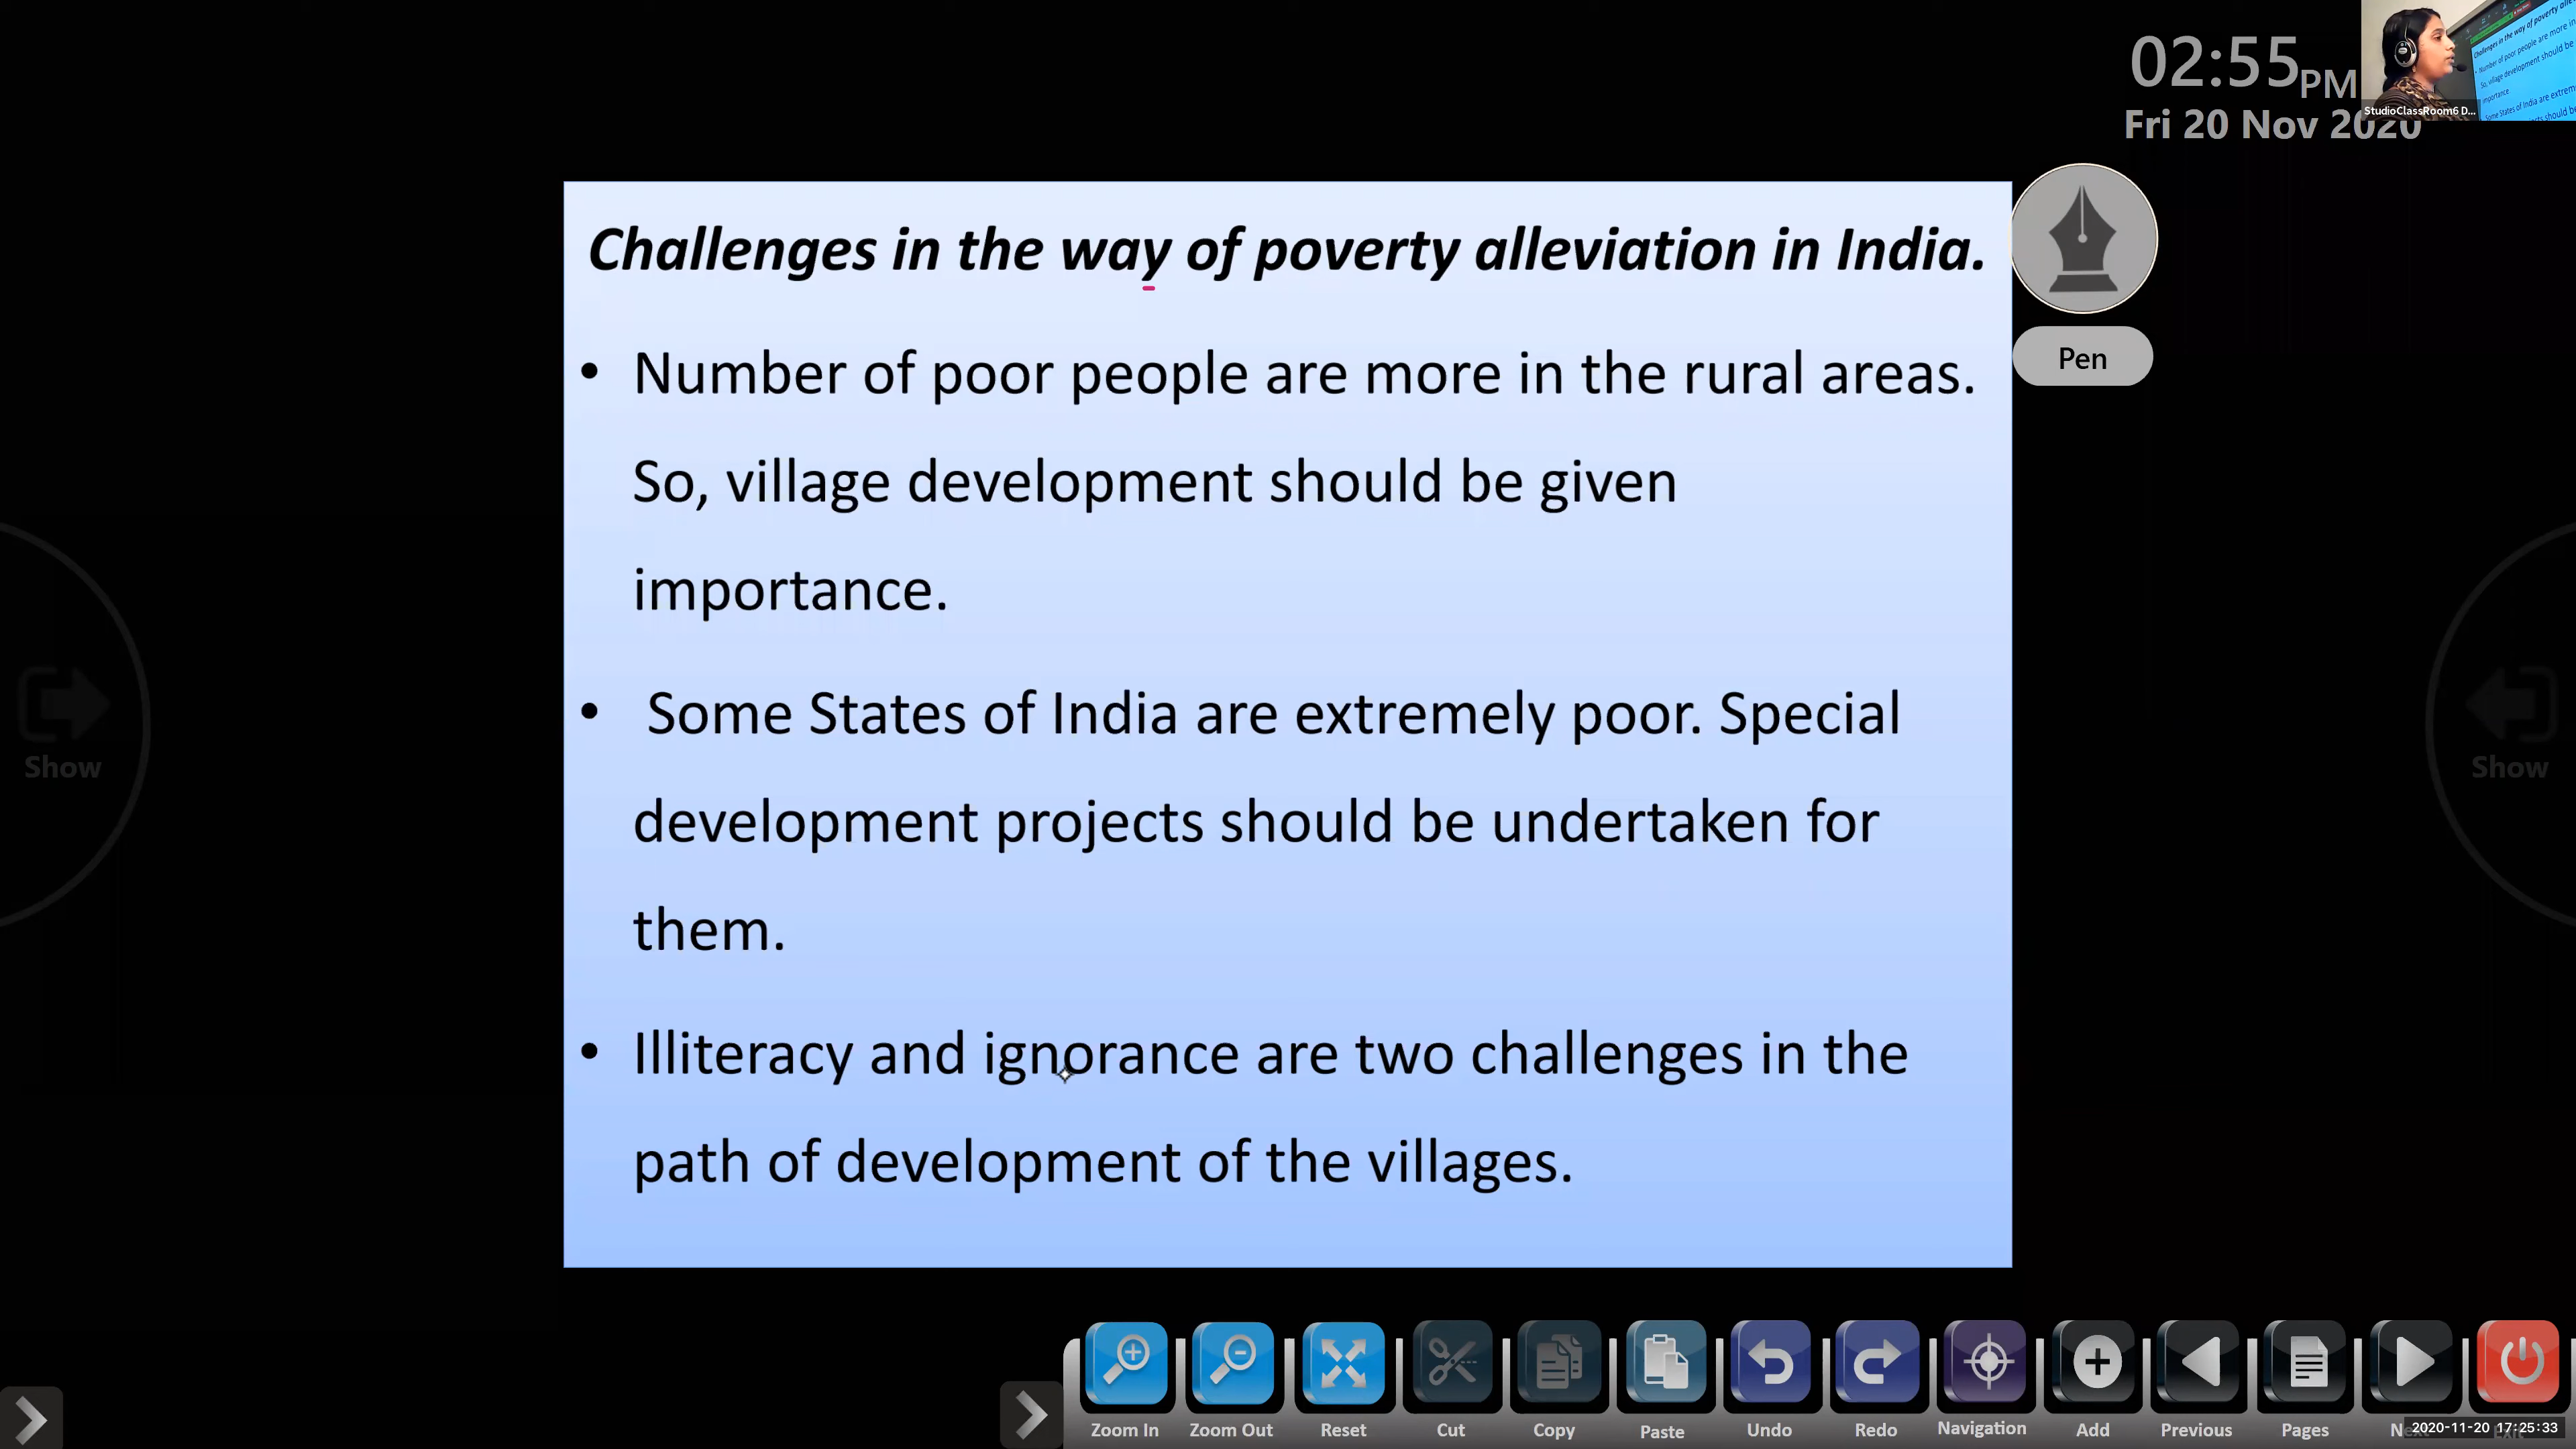 02:55 PM
Fri 20 Nov 2020
StudioClassRoom6 D...
Challenges in the way of poverty alleviation in India.
• Number of poor people are more in the rural areas.
So, village development should be given
importance.
• Some States of India are extremely poor. Special
development projects should be undertaken for
them.
• Illiteracy and ignorance are two challenges in the
path of development of the villages.
Pen
Show
Show
Zoom In Zoom Out Reset Cut Copy Paste Undo Redo Navigation Add Previous Pages
2020-11-20 17:25:33